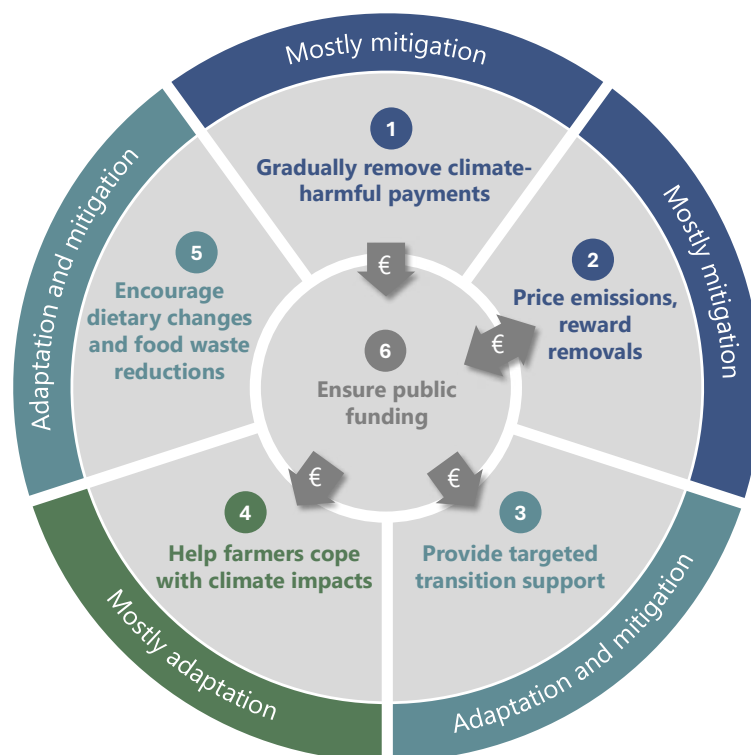 Mostly mitigation
1
Gradually remove climate-
harmful payments
€
Mostly mitigation
2
Price emissions,
reward
removals
€
Adaptation and mitigation
3
Provide targeted
transition support
€
Mostly adaptation
4
Help farmers cope
with climate impacts
€
Adaptation and mitigation
5
Encourage
dietary changes
and food waste
reductions
6
Ensure public
funding